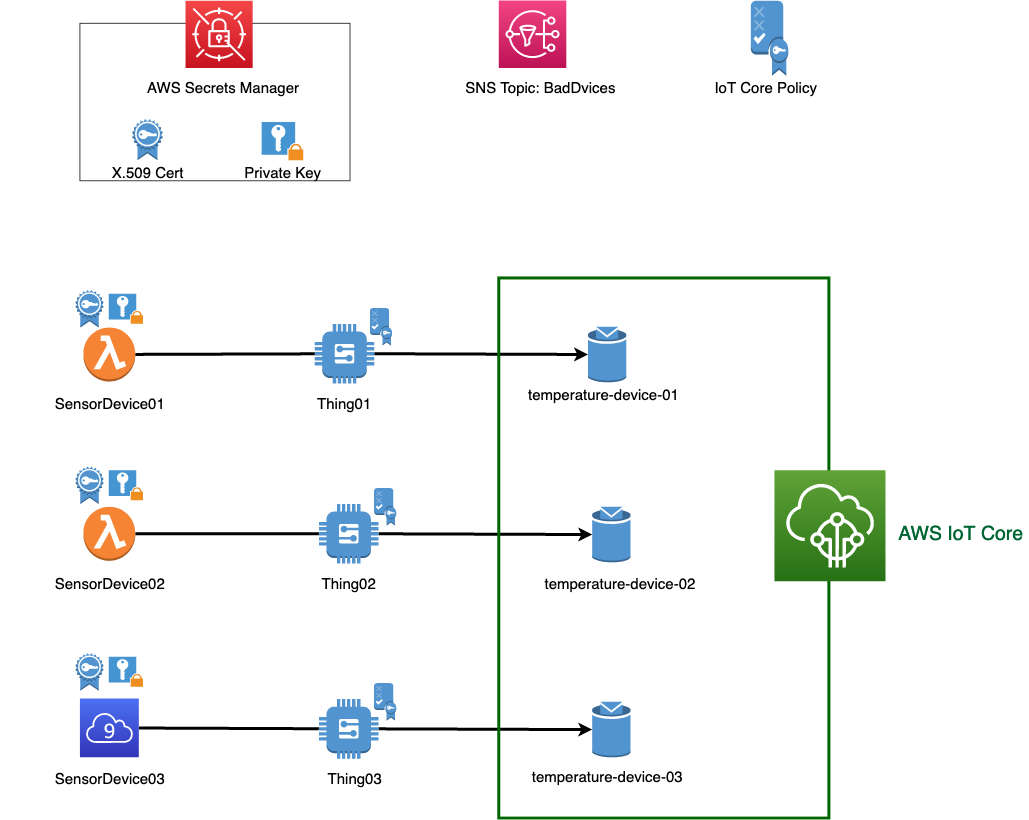 AWS Secrets Manager
SNS Topic: BadDvices
IoT Core Policy
X.509 Cert
Private Key
SensorDevice01
Thing01
temperature-device-01
SensorDevice02
Thing02
temperature-device-02
AWS IoT Core
9
SensorDevice03
Thing03
temperature-device-03